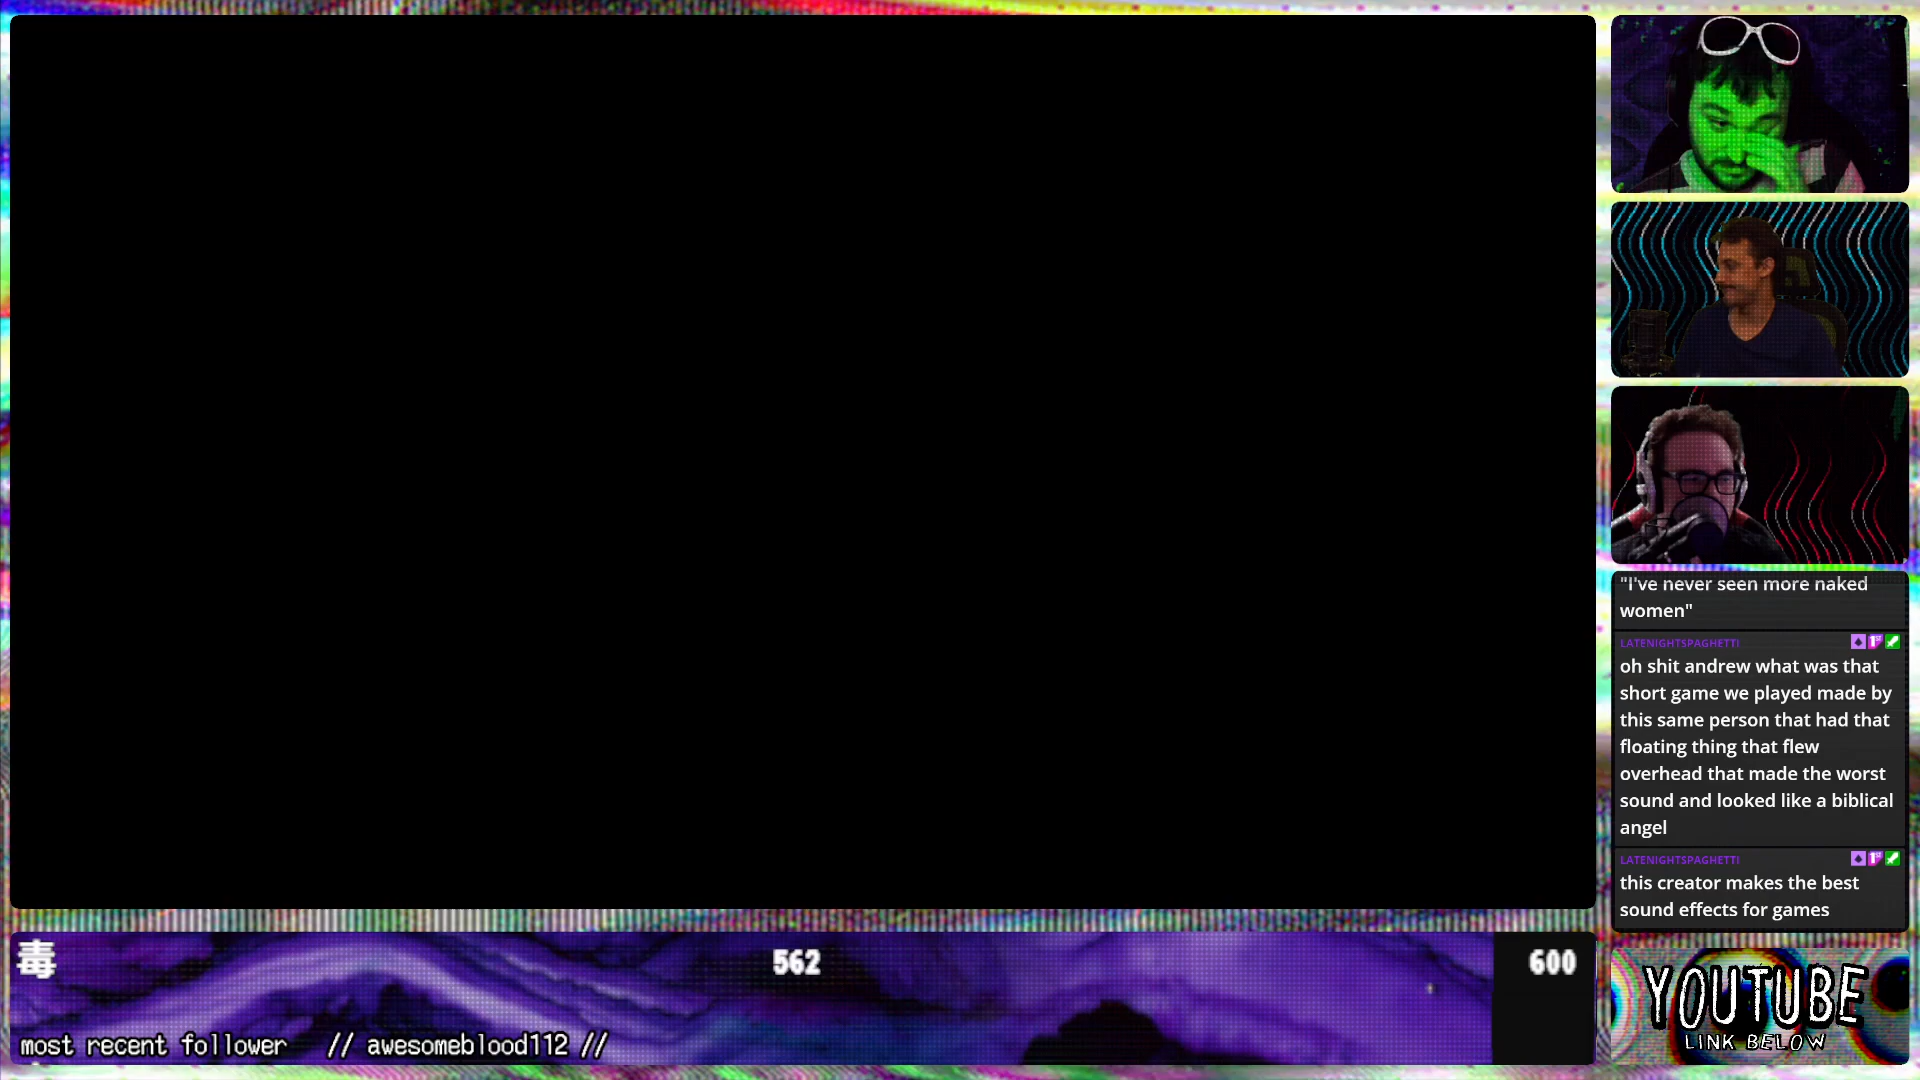 "I've never seen more naked
women"
LATENIGHTSPAGHETTI
oh shit andrew what was that
short game we played made by
this same person that had that
floating thing that flew
overhead that made the worst
sound and looked like a biblical
angel
LATENIGHTSPAGHETTI
this creator makes the best
sound effects for games
毒
562
600
most recent follower // awesomeblood112 //
YOUTUBE
LINK BELOW